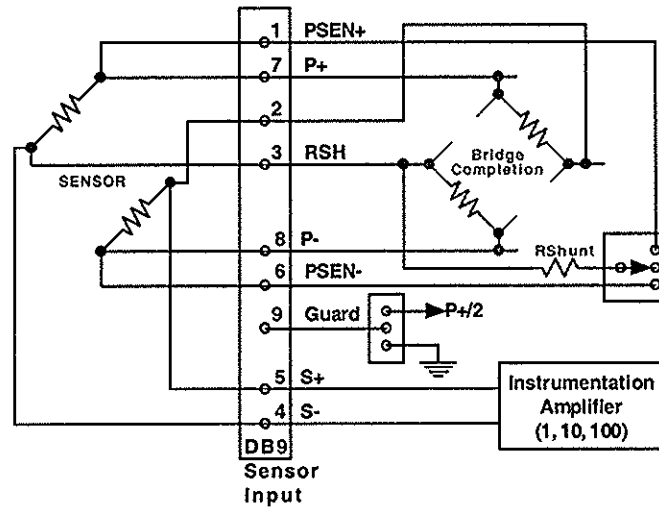 1 PSEN+
7 P+
2
3 RSH
SENSOR
Bridge
Completion
8 P-
RShunt
6 PSEN-
9 Guard
P+/2
5 S+
4 S-
DB9
Sensor
Input
Instrumentation
Amplifier
(1, 10, 100)